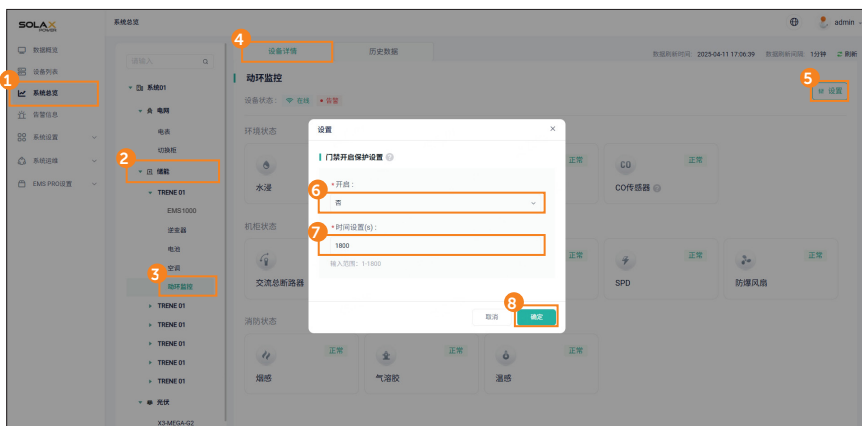 SOLAX
POWER
系统总览
admin
数据概览
设备列表
系统总览
告警信息
系统设置
系统运维
EMS PRO设置
1
请输入
系统01
电网
电表
切换柜
2
储能
TRENE 01
EMS1000
逆变器
电池
空调
3
动环监控
TRENE 01
TRENE 01
TRENE 01
TRENE 01
TRENE 01
光伏
X3-MEGA-G2
4
设备详情
历史数据
数据刷新时间: 2025-04-11 17:06:39 数据刷新间隔: 1分钟 刷新
动环监控
5
设置
设备状态: 在线 告警
环境状态
水浸
正常
CO
正常
CO传感器
机柜状态
交流总断路器
正常
SPD
正常
防爆风扇
正常
消防状态
烟感
正常
气溶胶
正常
温感
正常
设置
门禁开启保护设置
6
*开启:
否
7
*时间设置(s):
1800
输入范围: 1-1800
8
取消
确定